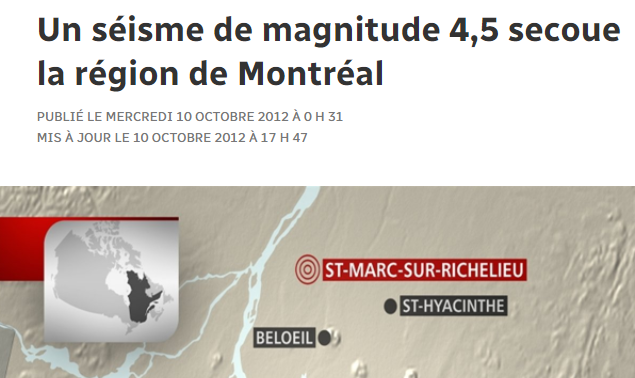 Un séisme de magnitude 4,5 secoue
la région de Montréal
PUBLIÉ LE MERCREDI 10 OCTOBRE 2012 À 0 H 31
MIS À JOUR LE 10 OCTOBRE 2012 À 17 H 47
ST-MARC-SUR-RICHELIEU
ST-HYACINTHE
BELOEIL